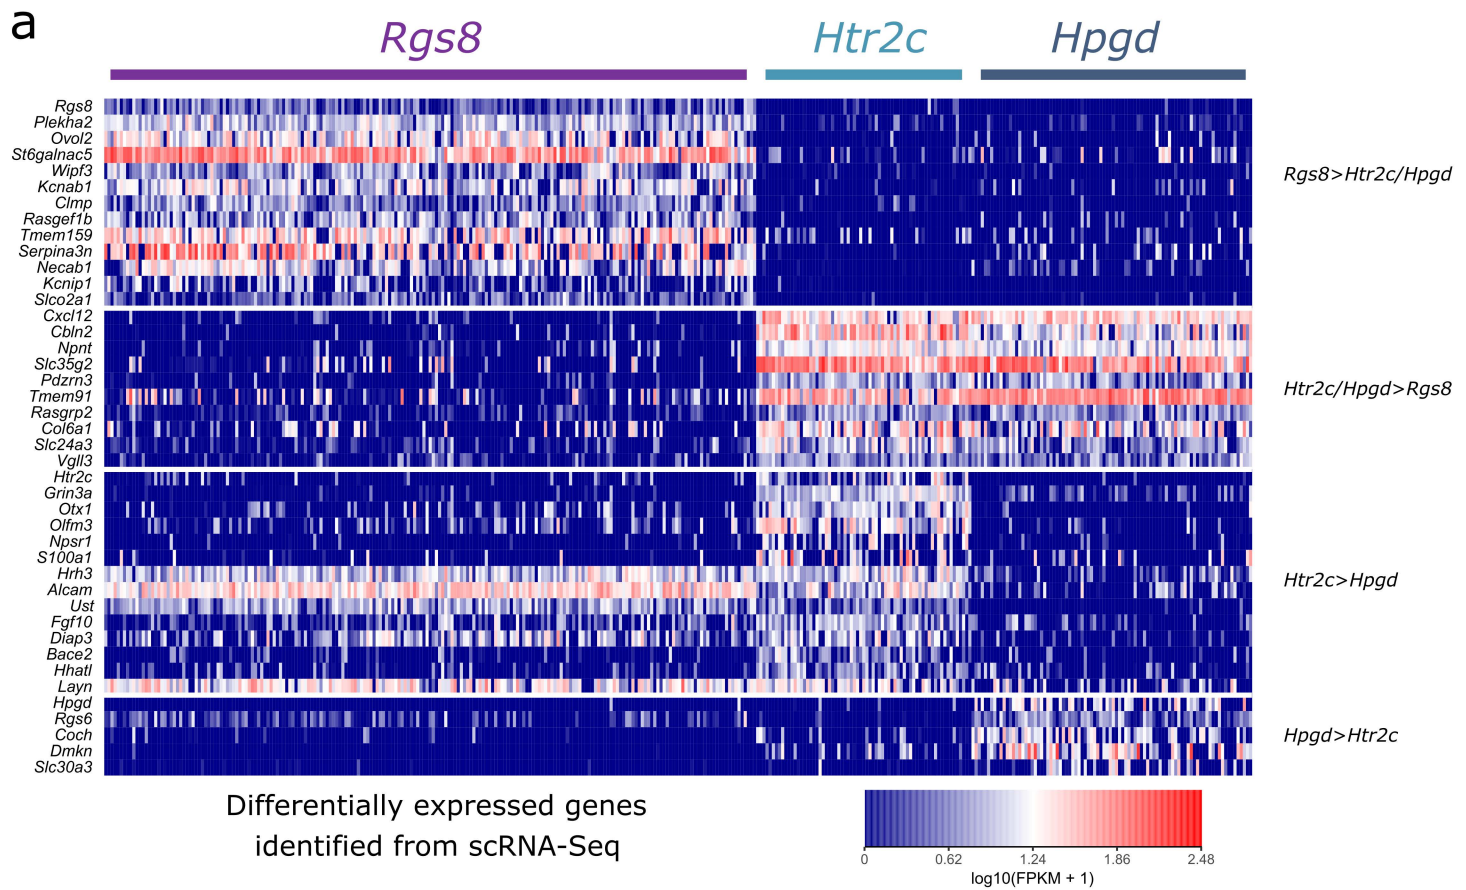 a
Rgs8
Htr2c
Hpgd
Rgs8
Plekha2
Ovol2
St6galnac5
Wipf3
Kcnab1
Clmp
Rasgef1b
Tmem159
Serpina3n
Necab1
Kcnip1
Slco2a1
Rgs8>Htr2c/Hpgd
Cxcl12
Cbln2
Npnt
Slc35g2
Pdzrn3
Tmem91
Rasgrp2
Col6a1
Slc24a3
Vgll3
Htr2c/Hpgd>Rgs8
Htr2c
Grin3a
Otx1
Olfm3
Npsr1
S100a1
Hrh3
Alcam
Ust
Fgf10
Diap3
Bace2
Hhatl
Layn
Htr2c>Hpgd
Hpgd
Rgs6
Coch
Dmkn
Slc30a3
Hpgd>Htr2c
Differentially expressed genes
identified from scRNA-Seq
0 0.62 1.24 1.86 2.48
log10(FPKM + 1)